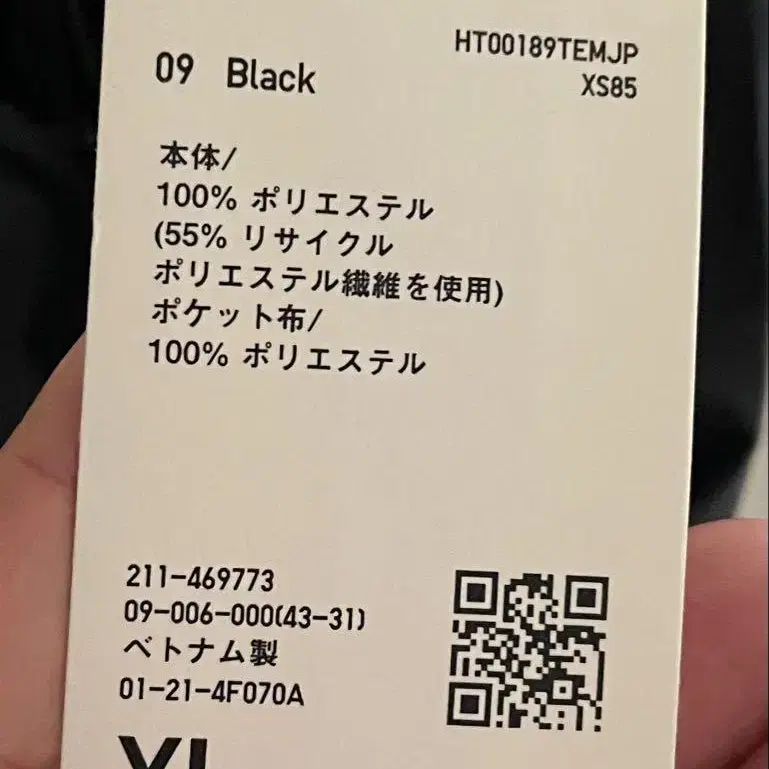 09 Black
HT00189TEMJP
XS85
本体/
100% ポリエステル
(55% リサイクル
ポリエステル繊維を使用)
ポケット布/
100% ポリエステル
211-469773
09-006-000(43-31)
ベトナム製
01-21-4F070A
XL